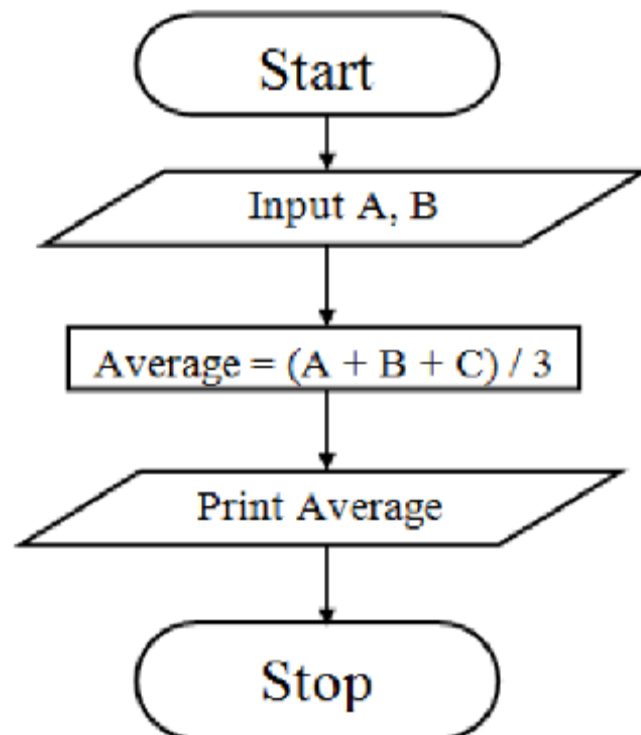 Start
Input A, B
Average = (A + B + C) / 3
Print Average
Stop